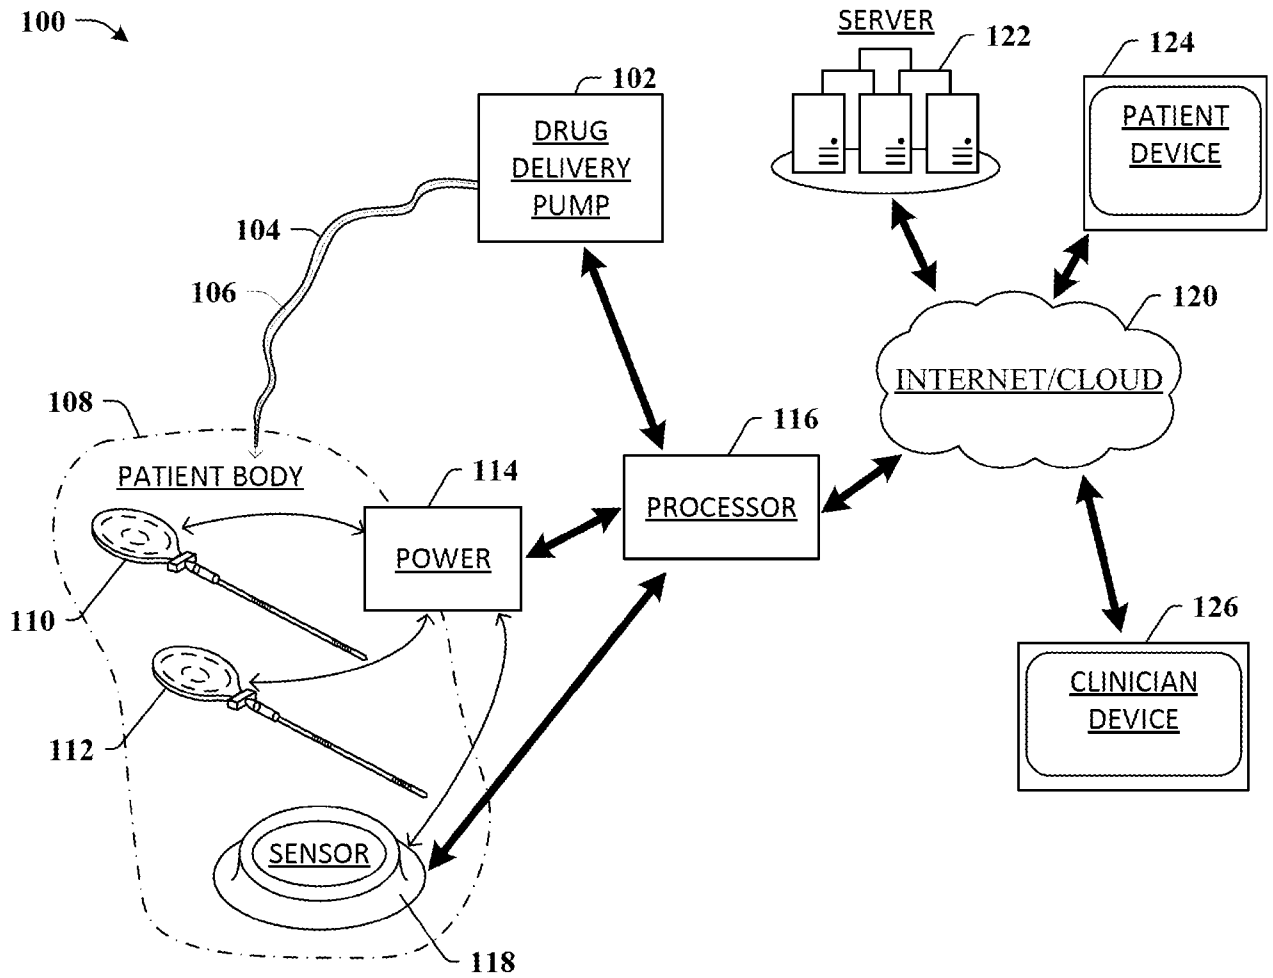 100
SERVER
122
124
102
DRUG
DELIVERY
PUMP
PATIENT
DEVICE
104
106
120
INTERNET/CLOUD
108
PATIENT BODY
114
116
PROCESSOR
POWER
110
112
126
CLINICIAN
DEVICE
SENSOR
118